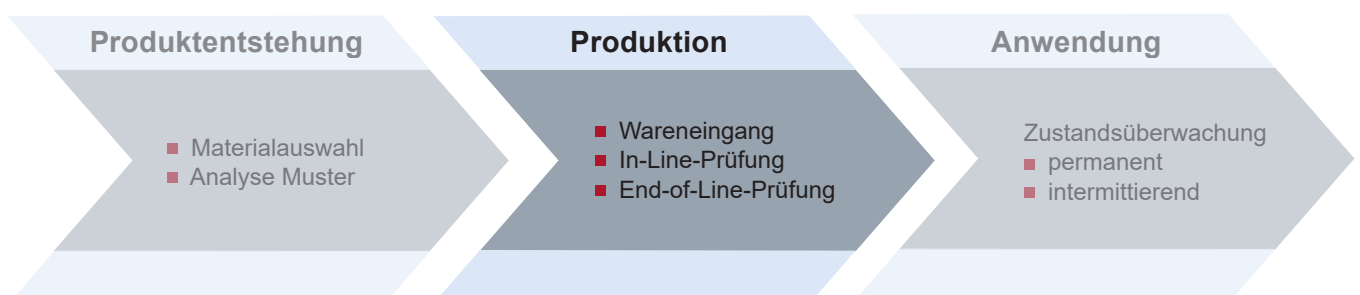 Produktentstehung
Materialauswahl
Analyse Muster
Produktion
Wareneingang
In-Line-Prüfung
End-of-Line-Prüfung
Anwendung
Zustandsüberwachung
permanent
intermittierend